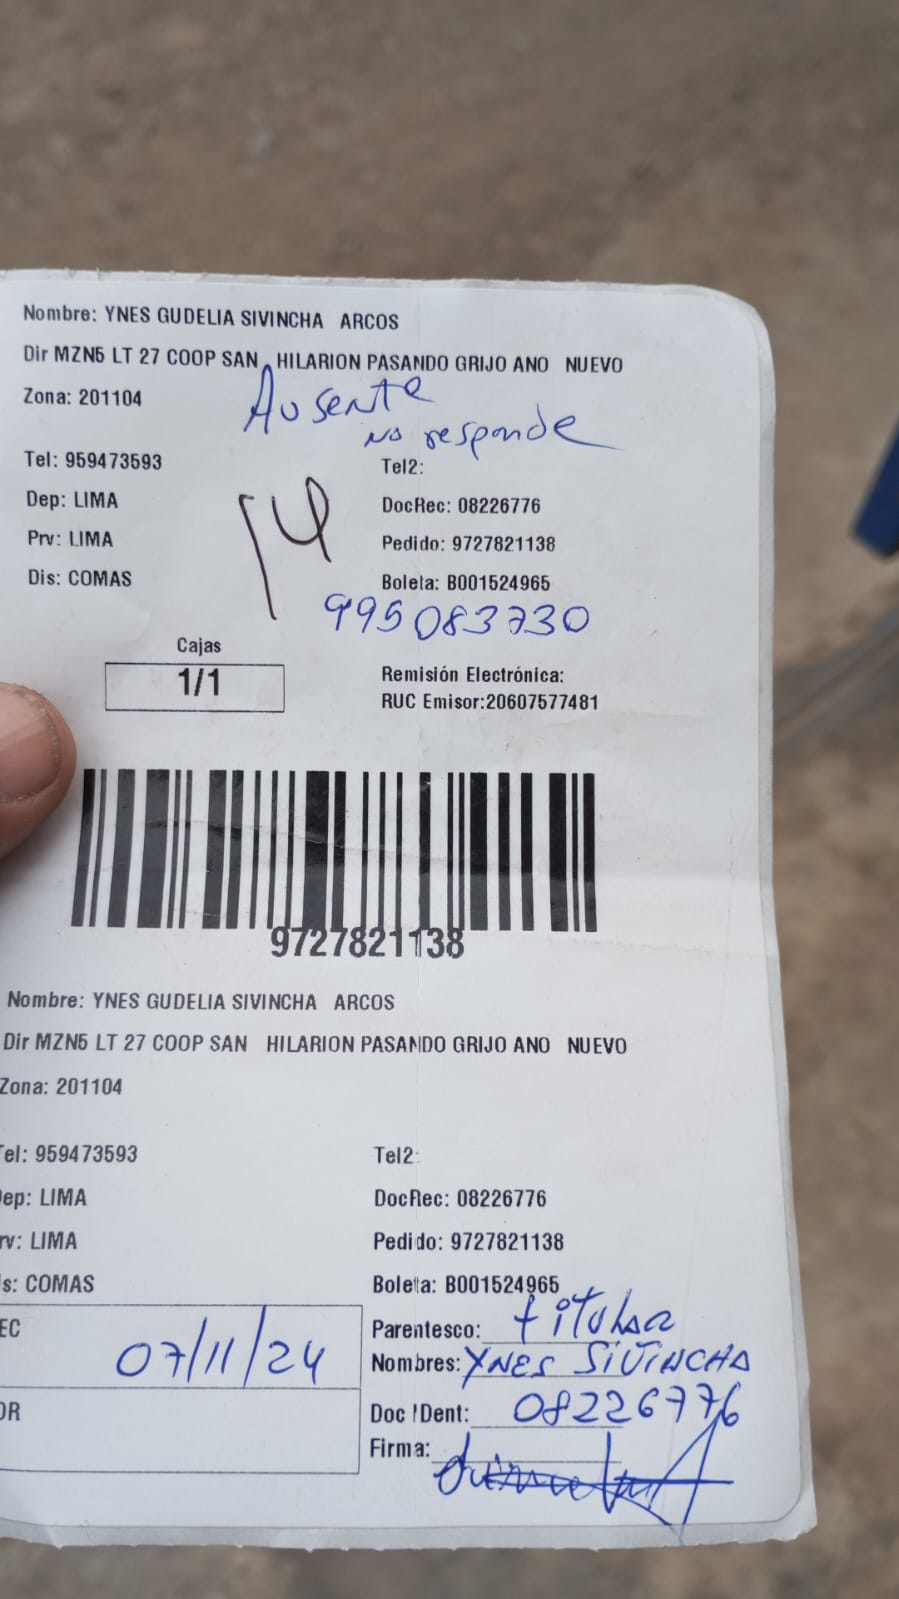 Nombre: YNES GUDELIA SIVINCHA ARCOS
Dir MZN5 LT 27 COOP SAN HILARION PASANDO GRIJO ANO NUEVO
Ausente
Zona: 201104
no responde
Tel: 959473593 Tel2:
Dep: LIMA DocRec: 08226776
14
Prv: LIMA Pedido: 9727821138
Dis: COMAS Boleta: B001524965
995083730
Cajas
1/1
Remisión Electrónica:
RUC Emisor:20607577481
9727821138
Nombre: YNES GUDELIA SIVINCHA ARCOS
Dir MZN5 LT 27 COOP SAN HILARION PASANDO GRIJO ANO NUEVO
Zona: 201104
Tel: 959473593 Tel2:
Dep: LIMA DocRec: 08226776
rv: LIMA Pedido: 9727821138
s: COMAS Boleta: B001524965
EC 07/11/24
Parentesco: titular
Nombres: YNES SIVINCHA
OR
Doc Ident: 08226776
Firma: